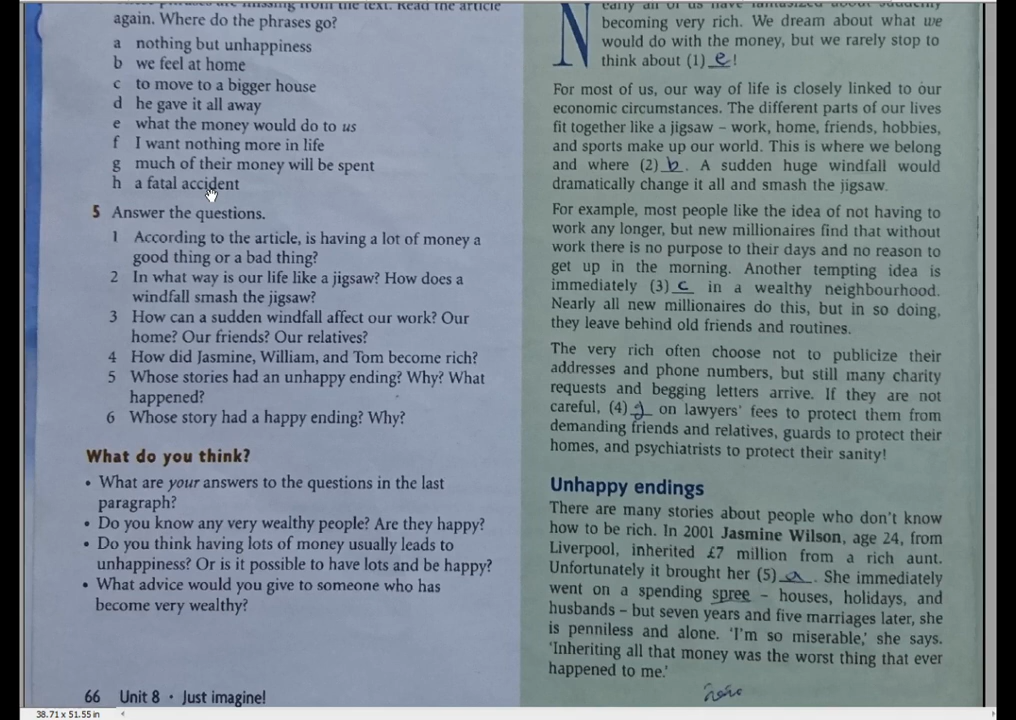 phrases are missing from the text. Read the article
again. Where do the phrases go?
a nothing but unhappiness
b we feel at home
c to move to a bigger house
d he gave it all away
e what the money would do to us
f I want nothing more in life
g much of their money will be spent
h a fatal accident
5 Answer the questions.
1 According to the article, is having a lot of money a
good thing or a bad thing?
2 In what way is our life like a jigsaw? How does a
windfall smash the jigsaw?
3 How can a sudden windfall affect our work? Our
home? Our friends? Our relatives?
4 How did Jasmine, William, and Tom become rich?
5 Whose stories had an unhappy ending? Why? What
happened?
6 Whose story had a happy ending? Why?
What do you think?
• What are your answers to the questions in the last
paragraph?
• Do you know any very wealthy people? Are they happy?
• Do you think having lots of money usually leads to
unhappiness? Or is it possible to have lots and be happy?
• What advice would you give to someone who has
become very wealthy?
66 Unit 8 • Just imagine!
Nearly all of us have fantasized about suddenly
becoming very rich. We dream about what we
would do with the money, but we rarely stop to
think about (1) e !
For most of us, our way of life is closely linked to our
economic circumstances. The different parts of our lives
fit together like a jigsaw – work, home, friends, hobbies,
and sports make up our world. This is where we belong
and where (2) b . A sudden huge windfall would
dramatically change it all and smash the jigsaw.
For example, most people like the idea of not having to
work any longer, but new millionaires find that without
work there is no purpose to their days and no reason to
get up in the morning. Another tempting idea is
immediately (3) c in a wealthy neighbourhood.
Nearly all new millionaires do this, but in so doing,
they leave behind old friends and routines.
The very rich often choose not to publicize their
addresses and phone numbers, but still many charity
requests and begging letters arrive. If they are not
careful, (4) g on lawyers' fees to protect them from
demanding friends and relatives, guards to protect their
homes, and psychiatrists to protect their sanity!
Unhappy endings
There are many stories about people who don't know
how to be rich. In 2001 Jasmine Wilson, age 24, from
Liverpool, inherited £7 million from a rich aunt.
Unfortunately it brought her (5) a . She immediately
went on a spending spree – houses, holidays, and
husbands – but seven years and five marriages later, she
is penniless and alone. 'I'm so miserable,' she says.
'Inheriting all that money was the worst thing that ever
happened to me.'
38.71 x 51.55 in